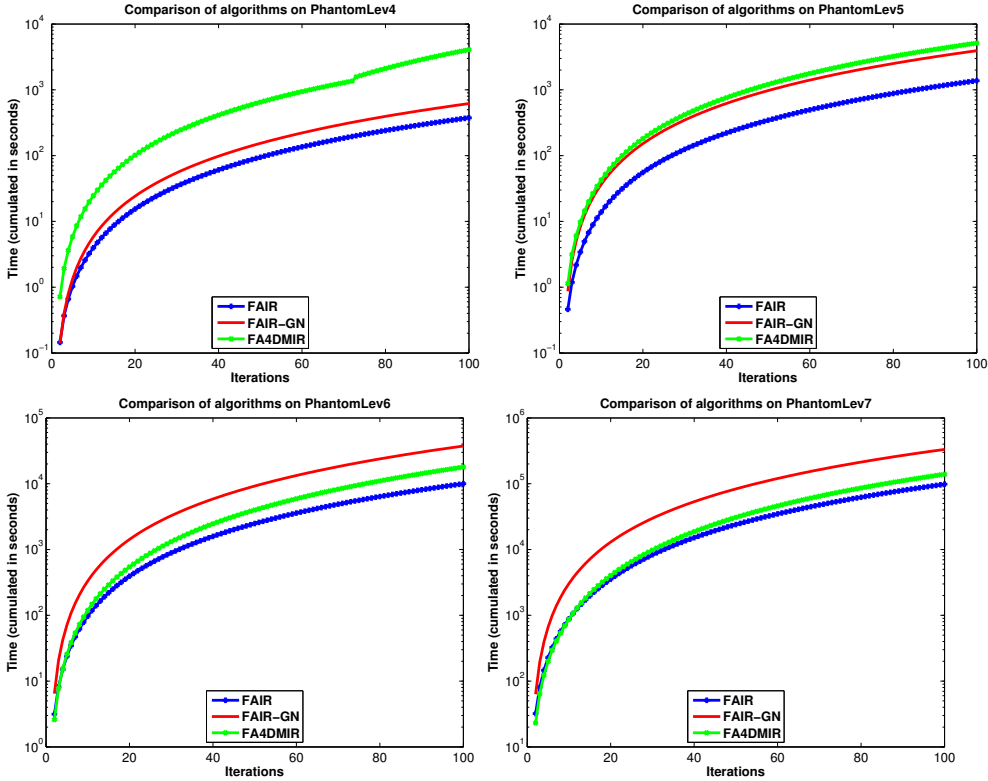 Comparison of algorithms on PhantomLev4
Time (cumulated in seconds)
10^4
10^3
10^2
10^1
10^0
10^−1
0 20 40 60 80 100
Iterations
FAIR
FAIR−GN
FA4DMIR
Comparison of algorithms on PhantomLev5
Time (cumulated in seconds)
10^4
10^3
10^2
10^1
10^0
10^−1
0 20 40 60 80 100
Iterations
FAIR
FAIR−GN
FA4DMIR
Comparison of algorithms on PhantomLev6
Time (cumulated in seconds)
10^5
10^4
10^3
10^2
10^1
10^0
0 20 40 60 80 100
Iterations
FAIR
FAIR−GN
FA4DMIR
Comparison of algorithms on PhantomLev7
Time (cumulated in seconds)
10^6
10^5
10^4
10^3
10^2
10^1
0 20 40 60 80 100
Iterations
FAIR
FAIR−GN
FA4DMIR